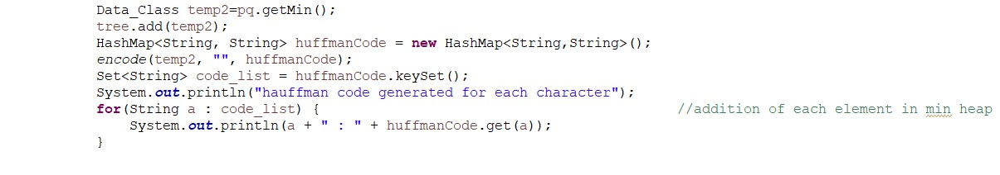 Data_Class temp2=pq.getMin();
tree.add(temp2);
HashMap<String, String> huffmanCode = new HashMap<String,String>();
encode(temp2, "", huffmanCode);
Set<String> code_list = huffmanCode.keySet();
System.out.println("hauffman code generated for each character");
for(String a : code_list) { //addition of each element in min heap
System.out.println(a + " : " + huffmanCode.get(a));
}